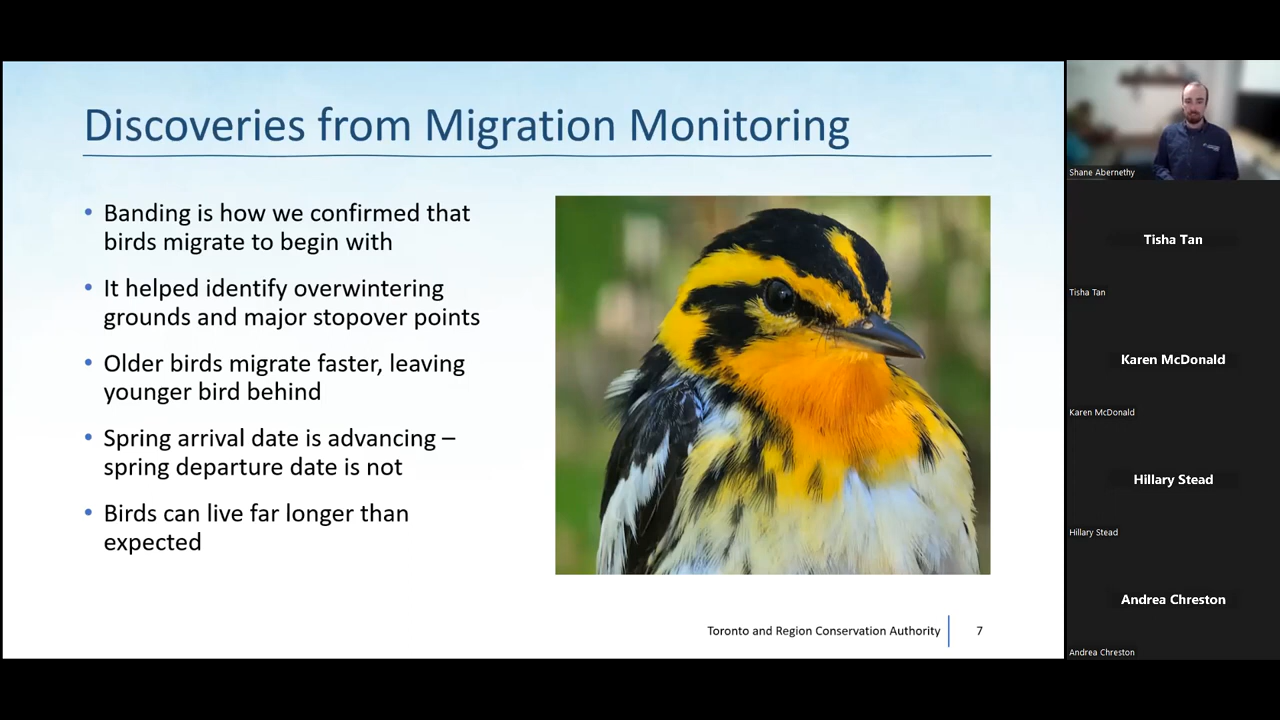 Discoveries from Migration Monitoring
• Banding is how we confirmed that
birds migrate to begin with
• It helped identify overwintering
grounds and major stopover points
• Older birds migrate faster, leaving
younger bird behind
• Spring arrival date is advancing –
spring departure date is not
• Birds can live far longer than
expected
Toronto and Region Conservation Authority
7
Shane Abernethy
Tisha Tan
Tisha Tan
Karen McDonald
Karen McDonald
Hillary Stead
Hillary Stead
Andrea Chreston
Andrea Chreston